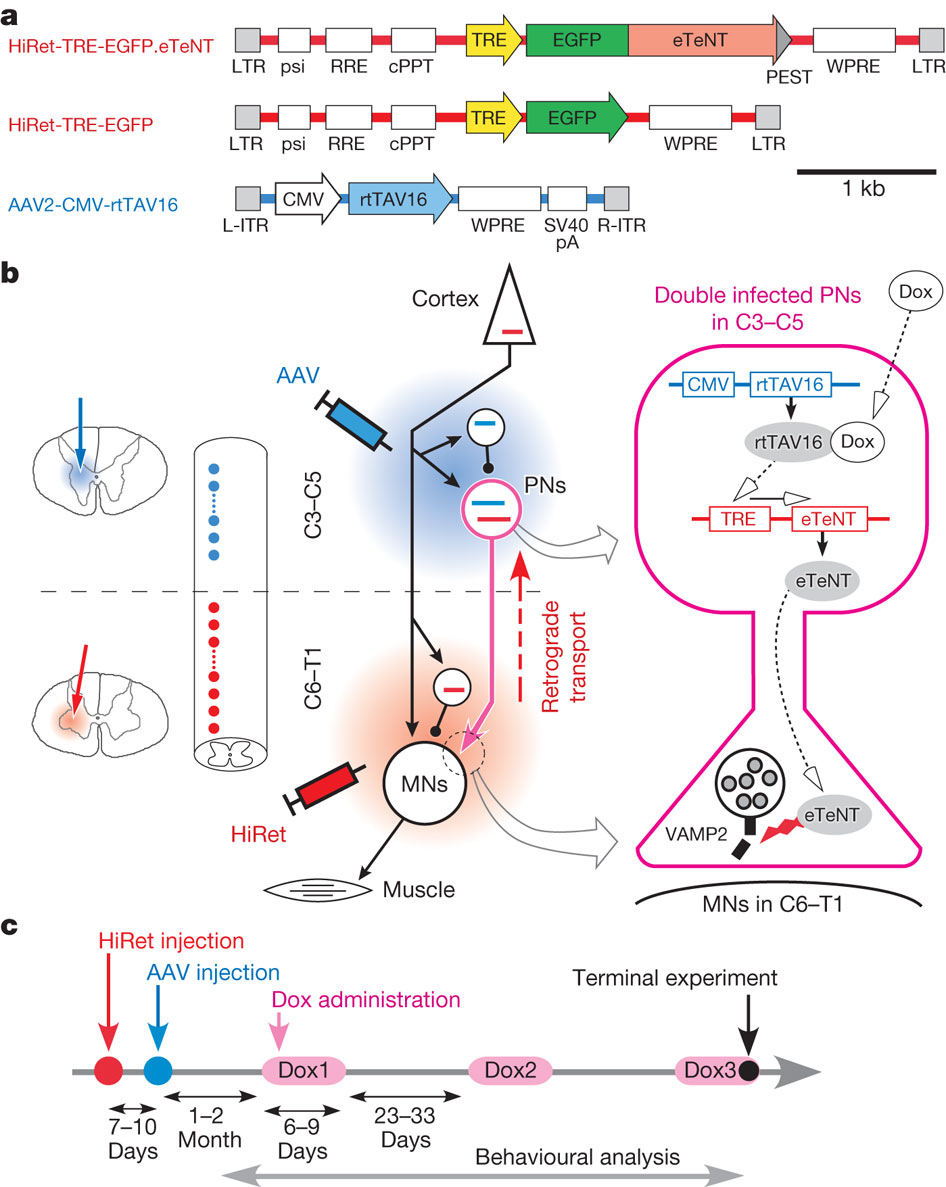 a
HiRet-TRE-EGFP.eTeNT
TRE
EGFP
eTeNT
LTR
psi
RRE
cPPT
PEST
WPRE
LTR
HiRet-TRE-EGFP
TRE
EGFP
LTR
psi
RRE
cPPT
WPRE
LTR
1 kb
AAV2-CMV-rtTAV16
CMV
rtTAV16
L-ITR
WPRE
SV40
pA
R-ITR
b
Cortex
AAV
PNs
C3–C5
C6–T1
Retrograde
transport
MNs
HiRet
Muscle
Double infected PNs
in C3–C5
Dox
CMV
rtTAV16
rtTAV16
Dox
TRE
eTeNT
eTeNT
eTeNT
VAMP2
MNs in C6–T1
c
HiRet injection
AAV injection
Dox administration
Terminal experiment
Dox1
Dox2
Dox3
7–10
Days
1–2
Month
6–9
Days
23–33
Days
Behavioural analysis